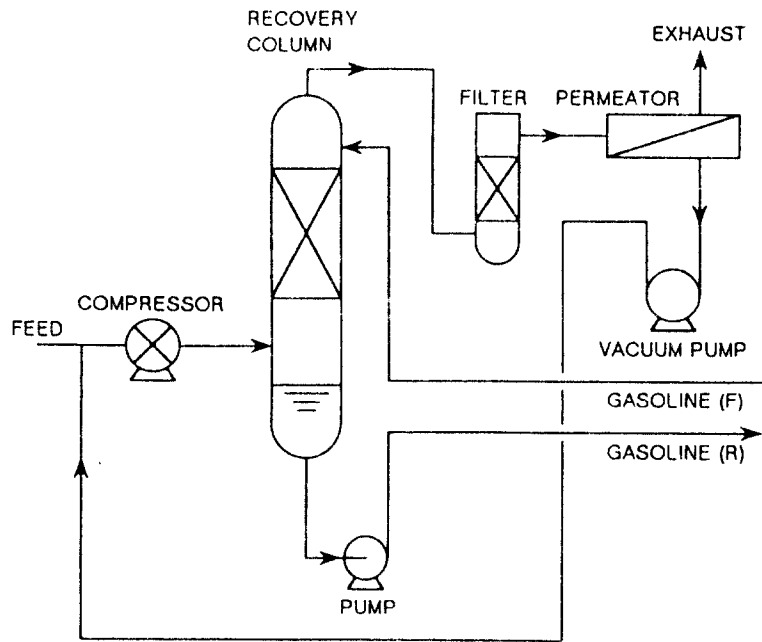 RECOVERY
COLUMN
EXHAUST
FILTER
PERMEATOR
COMPRESSOR
FEED
VACUUM PUMP
GASOLINE (F)
GASOLINE (R)
PUMP